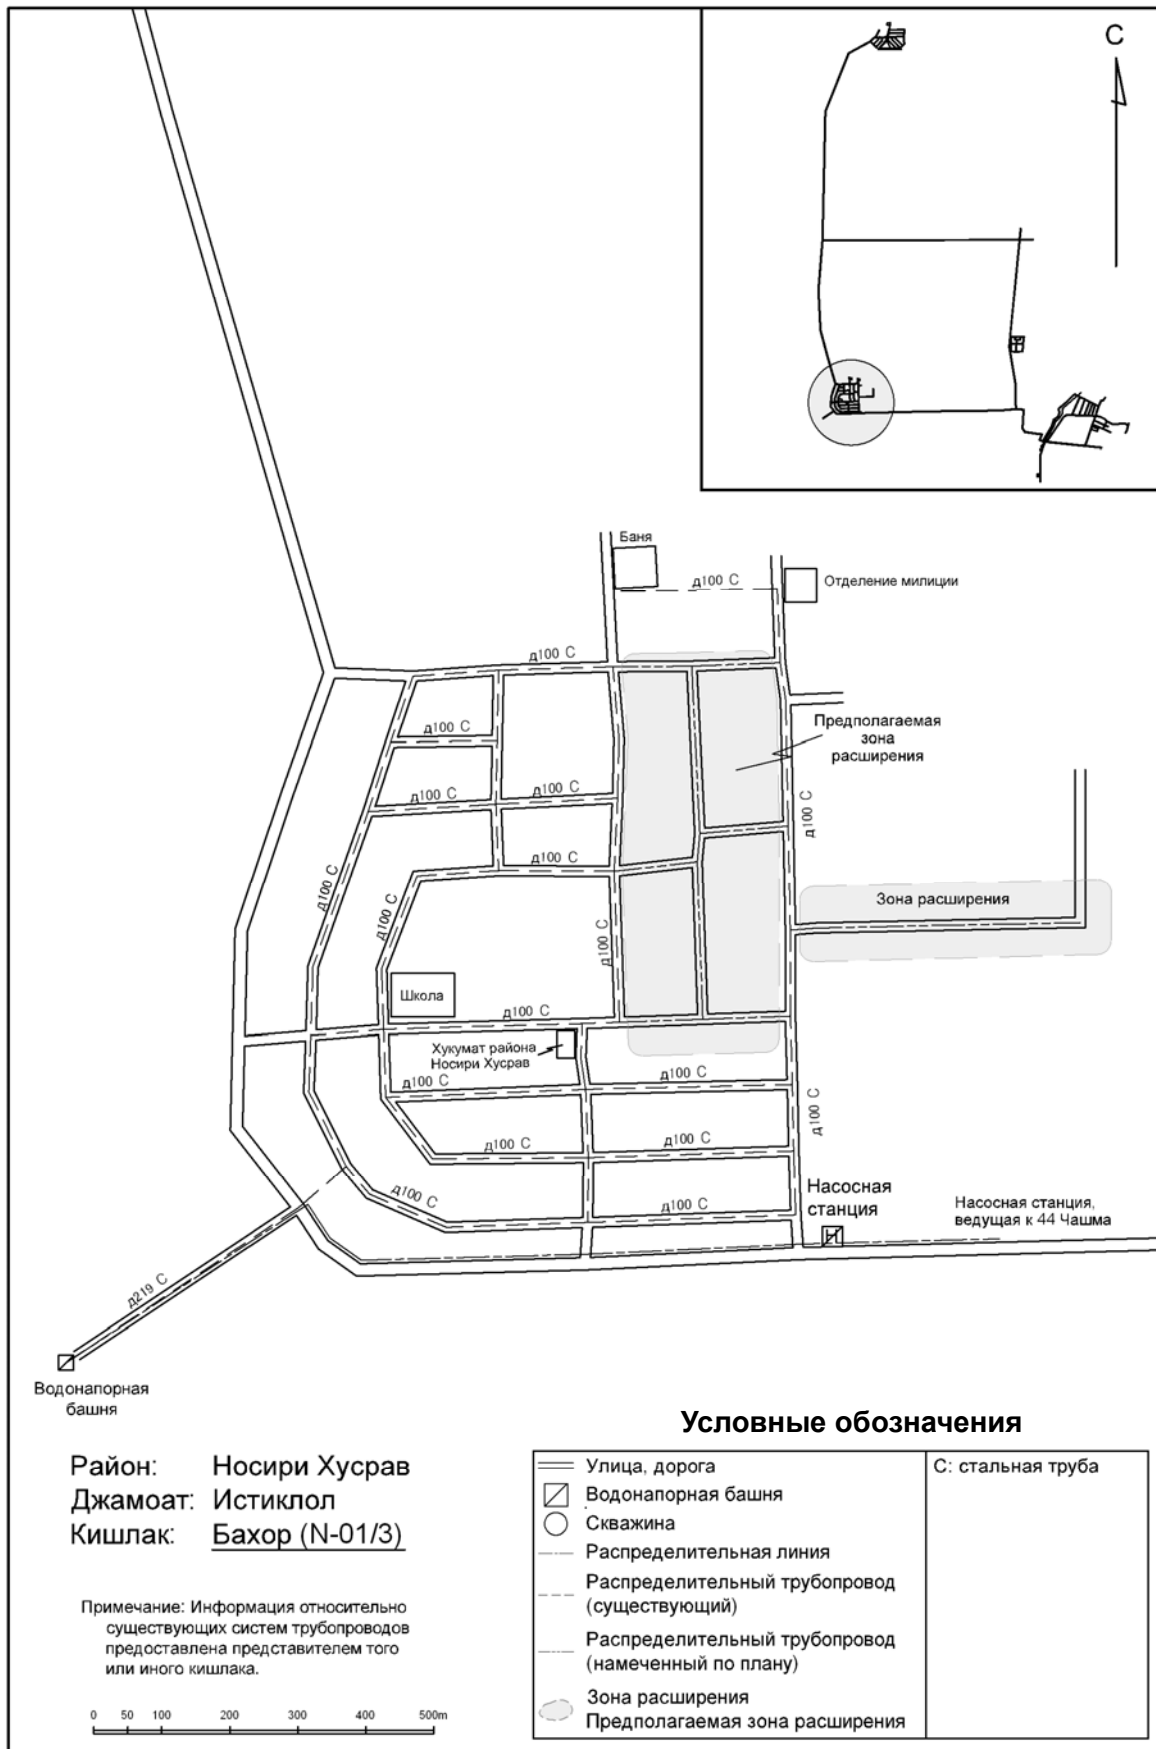 С
Баня
д100 С
Отделение милиции
д100 С
д100 С
Предполагаемая
зона
расширения
д100 С
д100 С
д100 С
д100 С
д100 С
д100 С
д100 С
Зона расширения
д100 С
Школа
д100 С
Хукумат района
Носири Хусрав
д100 С
д100 С
д100 С
д100 С
д100 С
д100 С
д100 С
Насосная
станция
Насосная станция,
ведущая к 44 Чашма
д219 С
Водонапорная
башня
Район: Носири Хусрав
Джамоат: Истиклол
Кишлак: Бахор (N-01/3)
Примечание: Информация относительно
существующих систем трубопроводов
предоставлена представителем того
или иного кишлака.
0 50 100 200 300 400 500m
Условные обозначения
Улица, дорога
Водонапорная башня
Скважина
Распределительная линия
Распределительный трубопровод
(существующий)
Распределительный трубопровод
(намеченный по плану)
Зона расширения
Предполагаемая зона расширения
С: стальная труба